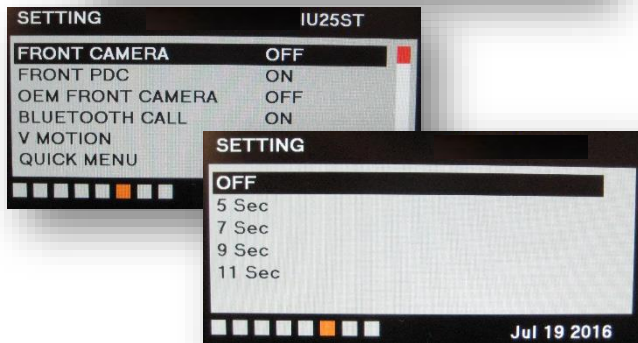 SETTING IU25ST
FRONT CAMERA OFF
FRONT PDC ON
OEM FRONT CAMERA OFF
BLUETOOTH CALL ON
V MOTION
QUICK MENU
SETTING
OFF
5 Sec
7 Sec
9 Sec
11 Sec
Jul 19 2016